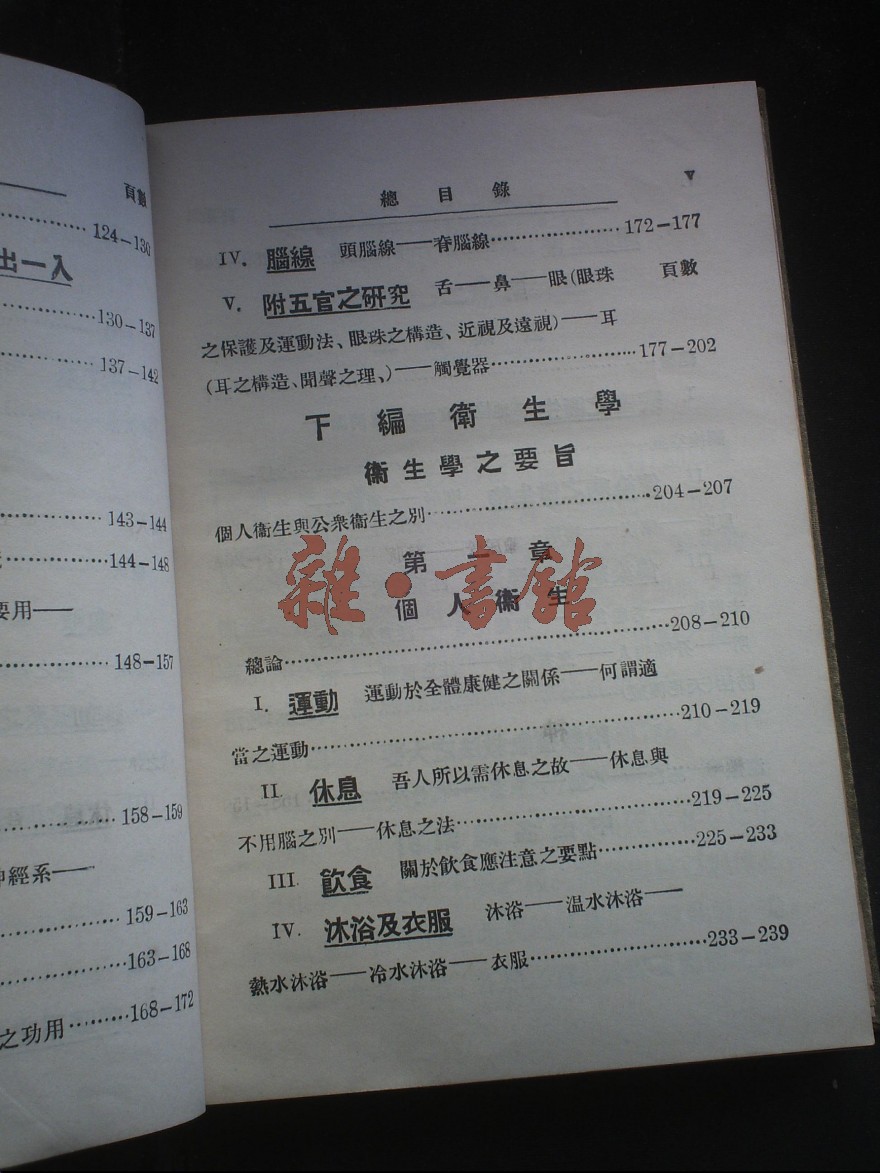 頁數
124–130
出一入
130–137
137–142
143–144
144–148
要用——
148–157
158–159
神經系——
159–163
163–168
之功用………168–172
總目錄 V
IV. 腦線 頭腦線——脊腦線…………………172–177
V. 附五官之研究 舌——鼻——眼(眼珠 頁數
之保護及運動法、眼珠之構造、近視及遠視)——耳
(耳之構造、聞聲之理、)——觸覺器……………………177–202
下編衛生學
衞生學之要旨
個人衞生與公衆衞生之別………………………………204–207
第一章
個人衞生
雜·書館
總論……………………………………………………208–210
I. 運動 運動於全體康健之關係——何謂適
當之運動………………………………………………210–219
II 休息 吾人所以需休息之故——休息與
不用腦之別——休息之法………………………………219–225
III 飲食 關於飲食應注意之要點……………225–233
IV. 沐浴及衣服 沐浴——温水沐浴——
熱水沐浴——冷水沐浴——衣服………………………233–239